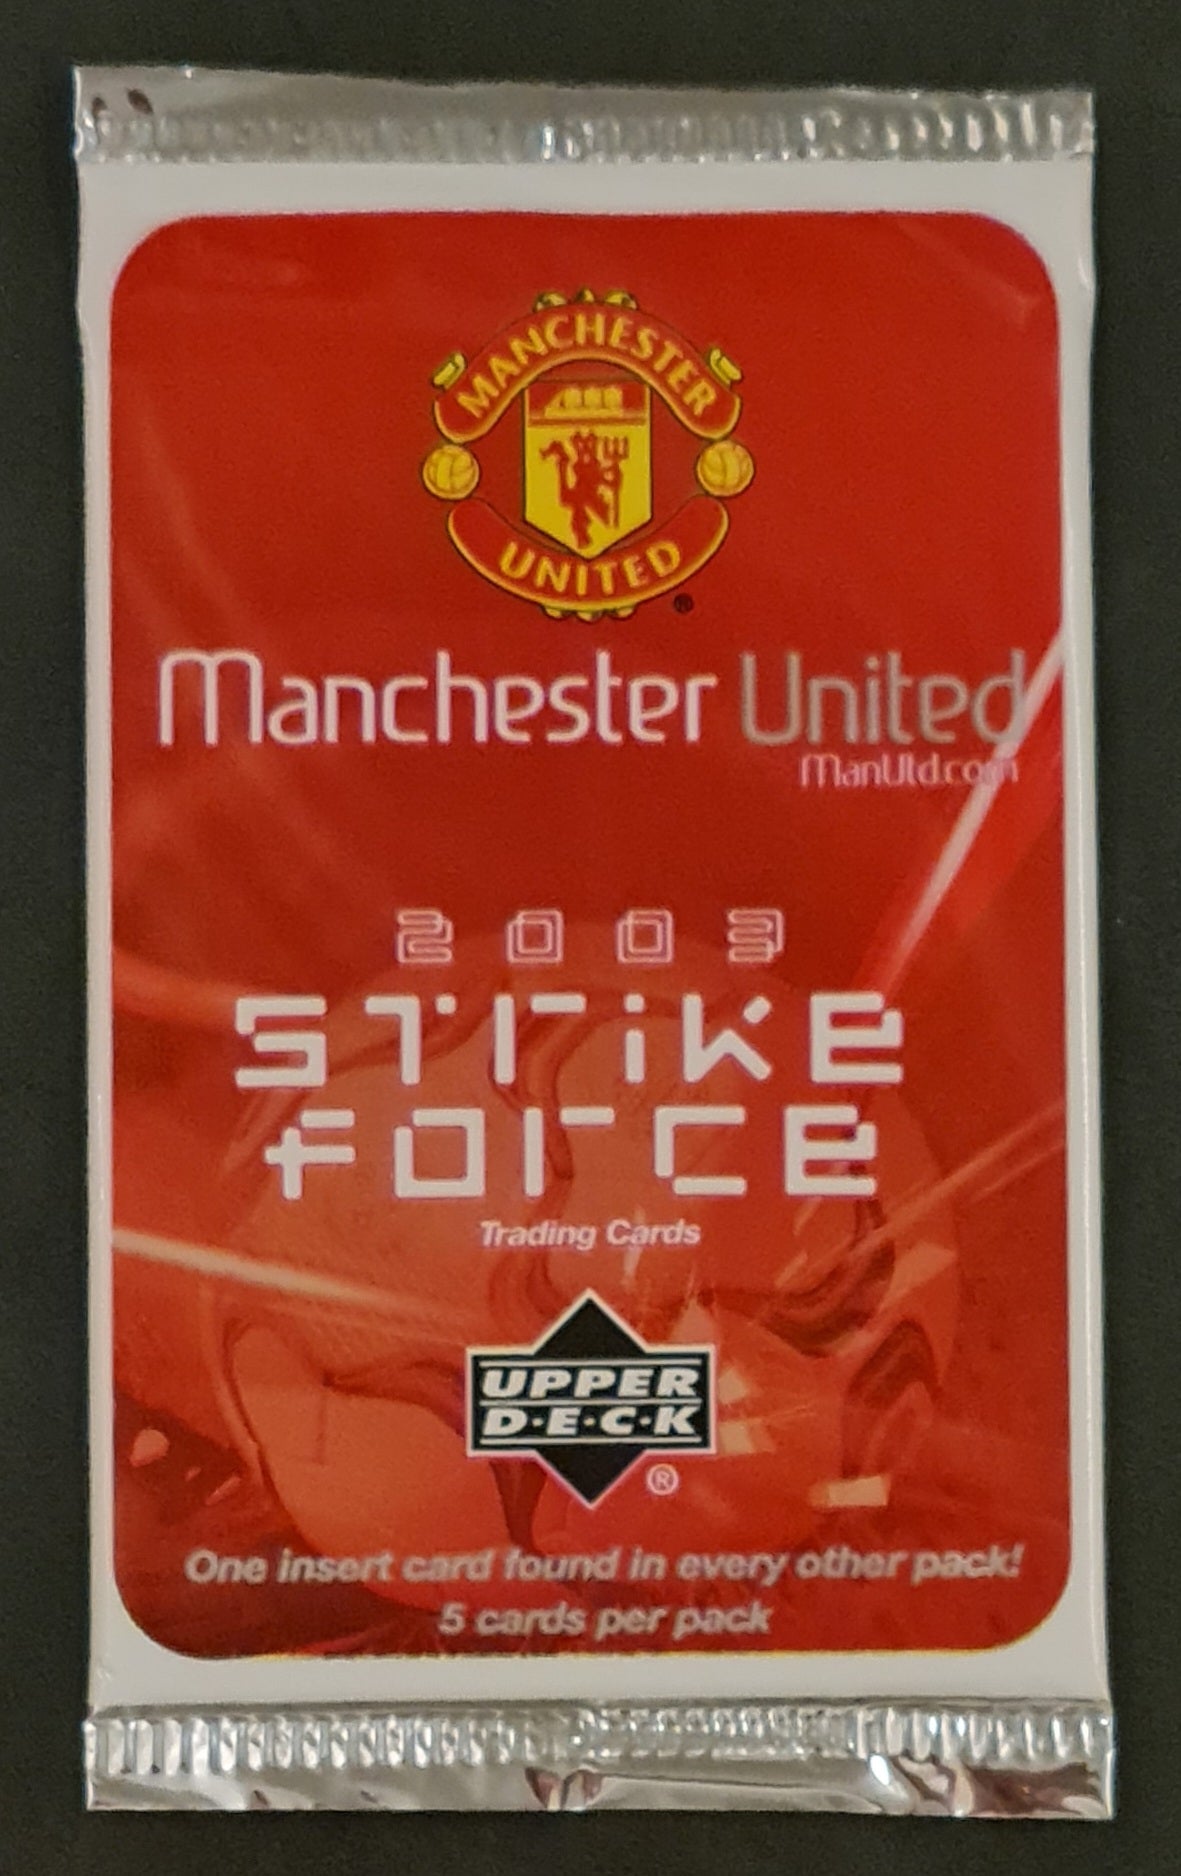 MANCHESTER
UNITED
®
Manchester United
ManUtd.com
2003
STRIKE
FORCE
Trading Cards
UPPER
D·E·C·K
®
One insert card found in every other pack!
5 cards per pack